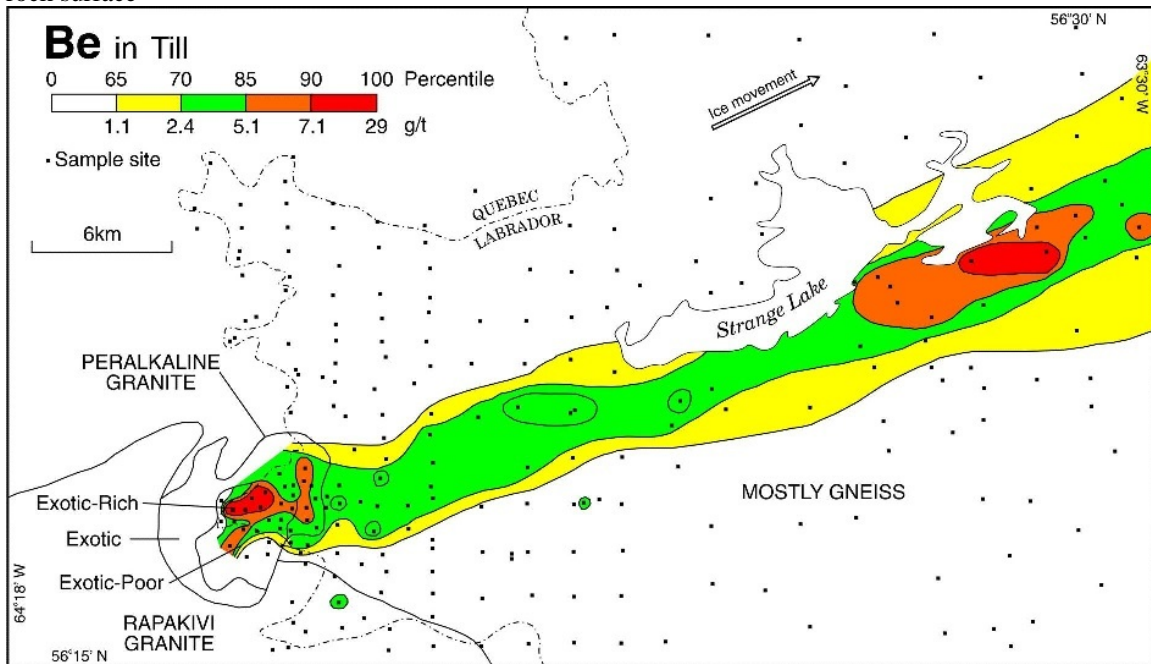 Be in Till
0 65 70 85 90 100 Percentile
1.1 2.4 5.1 7.1 29 g/t
Sample site
6km
56°30' N
63°30' W
Ice movement
QUEBEC
LABRADOR
Strange Lake
PERALKALINE
GRANITE
Exotic-Rich
Exotic
Exotic-Poor
MOSTLY GNEISS
RAPAKIVI
GRANITE
64°18' W
56°15' N